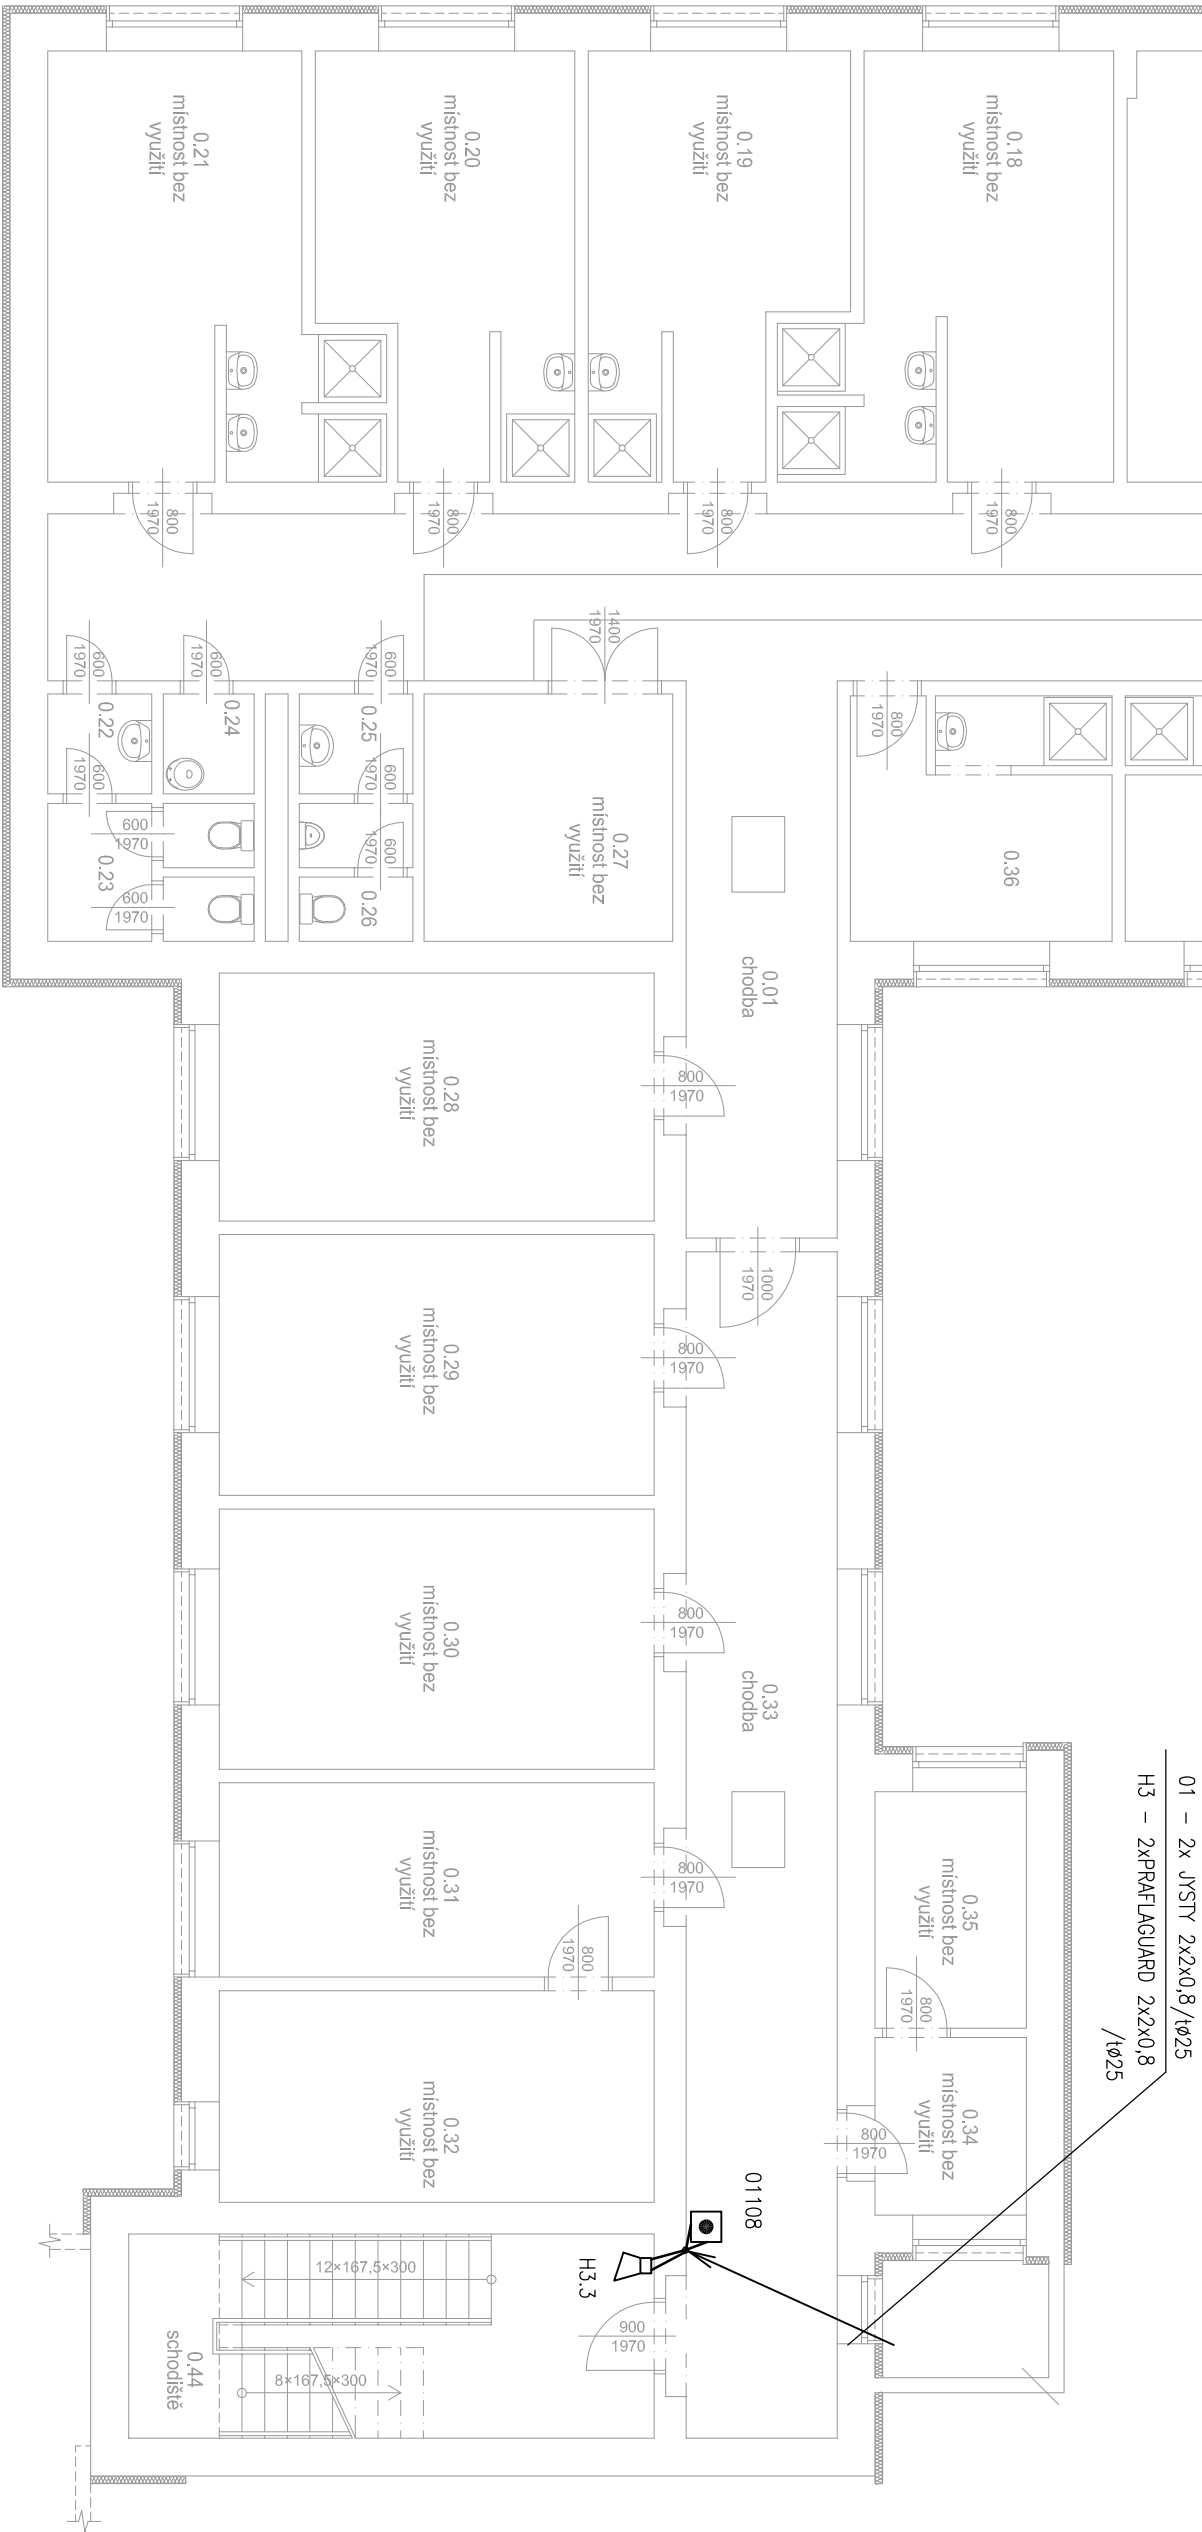 0.21
místnost bez
využití
0.20
místnost bez
využití
0.19
místnost bez
využití
0.18
místnost bez
využití
800
1970
800
1970
800
1970
800
1970
1400
1970
600
1970
600
1970
600
1970
800
1970
0.22
0.24
0.25
600
1970
600
1970
600
1970
0.23
600
1970
600
1970
0.26
0.27
místnost bez
využití
0.36
0.01
chodba
0.28
místnost bez
využití
800
1970
1000
1970
0.29
místnost bez
využití
800
1970
0.30
místnost bez
využití
800
1970
0.33
chodba
0.31
místnost bez
využití
800
1970
800
1970
0.32
místnost bez
využití
0.35
místnost bez
využití
800
1970
0.34
místnost bez
využití
800
1970
01 - 2x JYSTY 2x2x0,8/tø25
H3 - 2xPRAFLAGUARD 2x2x0,8
/tø25
01108
H3.3
12×167,5×300
8×167,5×300
900
1970
0.44
schodiště